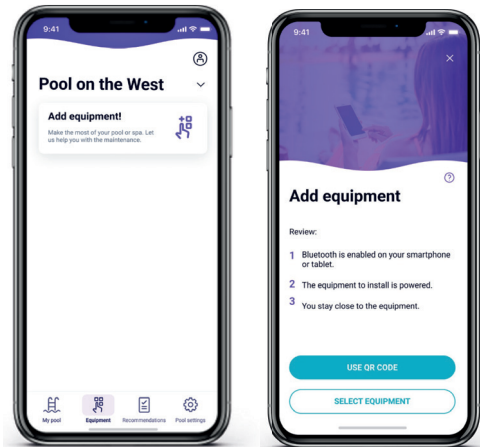 9:41
Pool on the West
Add equipment!
Make the most of your pool or spa. Let
us help you with the maintenance.
My pool
Equipment
Recommendations
Pool settings
9:41
Add equipment
Review:
1 Bluetooth is enabled on your smartphone
or tablet.
2 The equipment to install is powered.
3 You stay close to the equipment.
USE QR CODE
SELECT EQUIPMENT